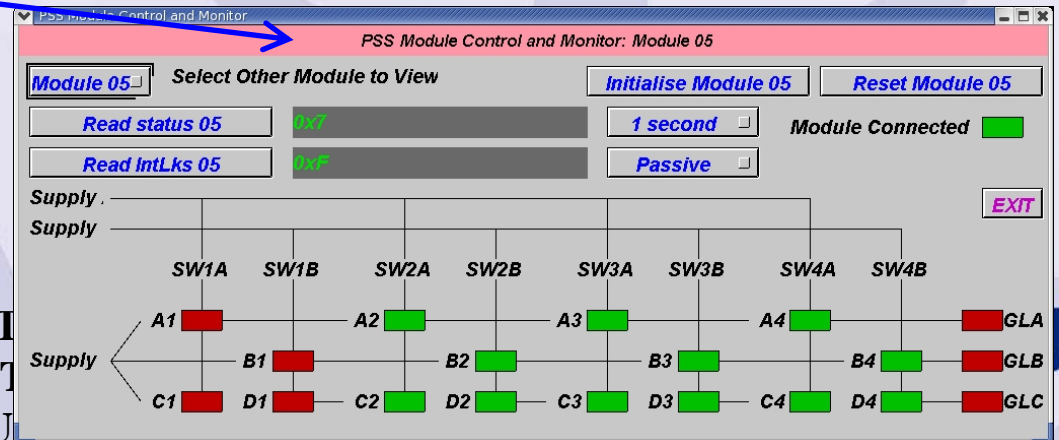 PSS Module Control and Monitor
PSS Module Control and Monitor: Module 05
Module 05 Select Other Module to View Initialise Module 05 Reset Module 05
Read status 05 0x7 1 second Module Connected
Read IntLks 05 0xF Passive
Supply .
EXIT
Supply
SW1A SW1B SW2A SW2B SW3A SW3B SW4A SW4B
A1 A2 A3 A4 GLA
Supply B1 B2 B3 B4 GLB
C1 D1 C2 D2 C3 D3 C4 D4 GLC